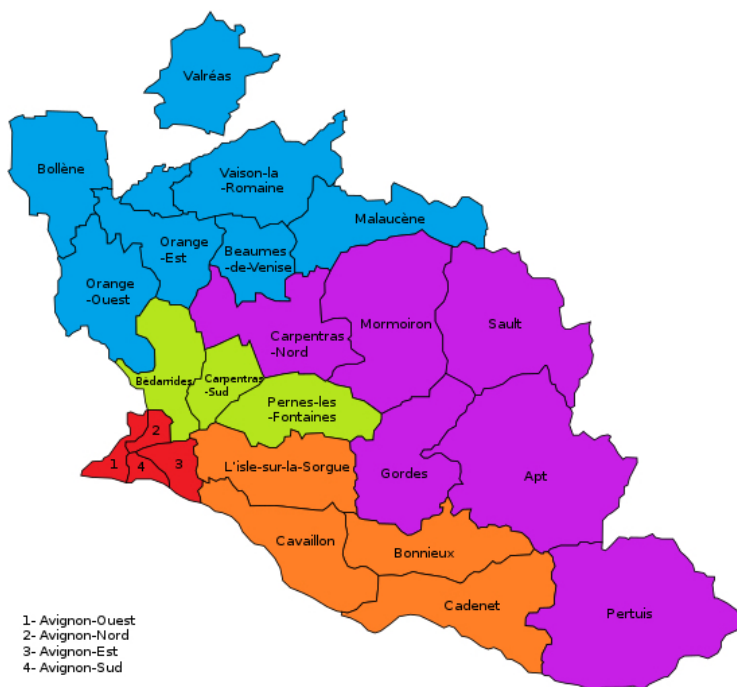 Valréas
Bollène
Vaison-la
-Romaine
Malaucène
Orange
-Est
Beaumes
-de-Venise
Orange
-Ouest
Carpentras
-Nord
Mormoiron
Sault
Bédarrides
Carpentras
-Sud
Pernes-les
-Fontaines
2
1
4
3
L'isle-sur-la-Sorgue
Gordes
Apt
Cavaillon
Bonnieux
Cadenet
Pertuis
1- Avignon-Ouest
2- Avignon-Nord
3- Avignon-Est
4- Avignon-Sud